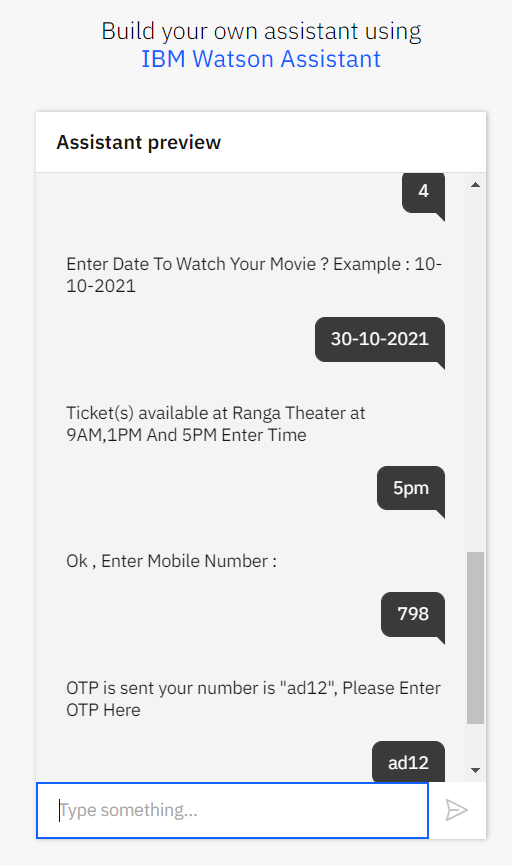 Build your own assistant using
IBM Watson Assistant
Assistant preview
4
Enter Date To Watch Your Movie ? Example : 10-
10-2021
30-10-2021
Ticket(s) available at Ranga Theater at
9AM,1PM And 5PM Enter Time
5pm
Ok , Enter Mobile Number :
798
OTP is sent your number is "ad12", Please Enter
OTP Here
ad12
Type something...